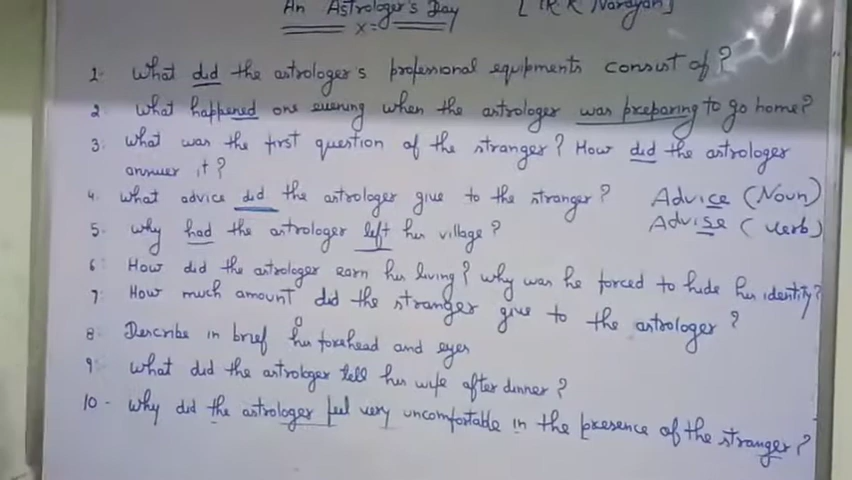 An Astrologer's Day [R.K Narayan]
x=
1- What did the astrologer's professional equipments consist of?
2 What happened one evening when the astrologer was preparing to go home?
3. What was the first question of the stranger? How did the astrologer
answer it?
4. What advice did the astrologer give to the stranger? Advice (Noun)
Advise (Verb)
5. Why had the astrologer left his village?
6 How did the astrologer earn his living? Why was he forced to hide his identity?
7. How much amount did the stranger give to the astrologer?
8. Describe in brief his forehead and eyes
9. What did the astrologer tell his wife after dinner?
10- Why did the astrologer feel very uncomfortable in the presence of the stranger?